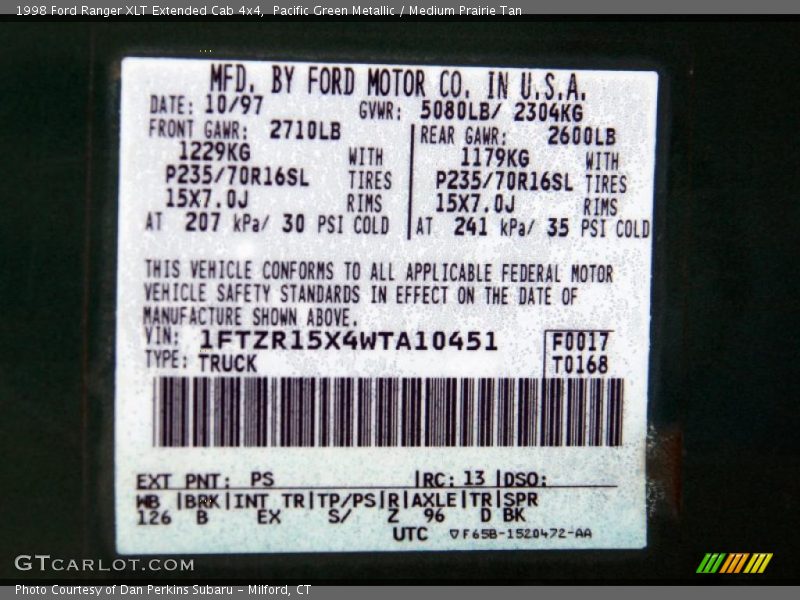 1998 Ford Ranger XLT Extended Cab 4x4, Pacific Green Metallic / Medium Prairie Tan
MFD. BY FORD MOTOR CO. IN U.S.A.
DATE: 10/97 GVWR: 5080LB/ 2304KG
FRONT GAWR: 2710LB REAR GAWR: 2600LB
1229KG WITH 1179KG WITH
P235/70R16SL TIRES P235/70R16SL TIRES
15X7.0J RIMS 15X7.0J RIMS
AT 207 kPa/ 30 PSI COLD AT 241 kPa/ 35 PSI COLD
THIS VEHICLE CONFORMS TO ALL APPLICABLE FEDERAL MOTOR
VEHICLE SAFETY STANDARDS IN EFFECT ON THE DATE OF
MANUFACTURE SHOWN ABOVE.
VIN: 1FTZR15X4WTA10451 F0017
TYPE: TRUCK T0168
EXT PNT: PS RC: 13 DSO:
WB BRK INT TR TP/PS R AXLE TR SPR
126 B EX S/ Z 96 D BK
UTC F65B-1520472-AA
GTCARLOT.COM
Photo Courtesy of Dan Perkins Subaru - Milford, CT